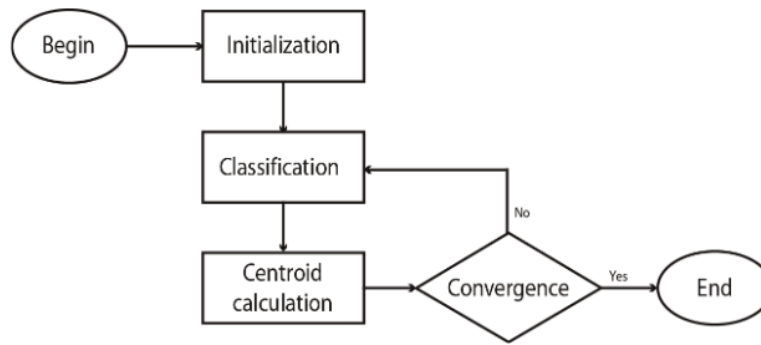 Begin
Initialization
Classification
No
Centroid
calculation
Convergence
Yes
End